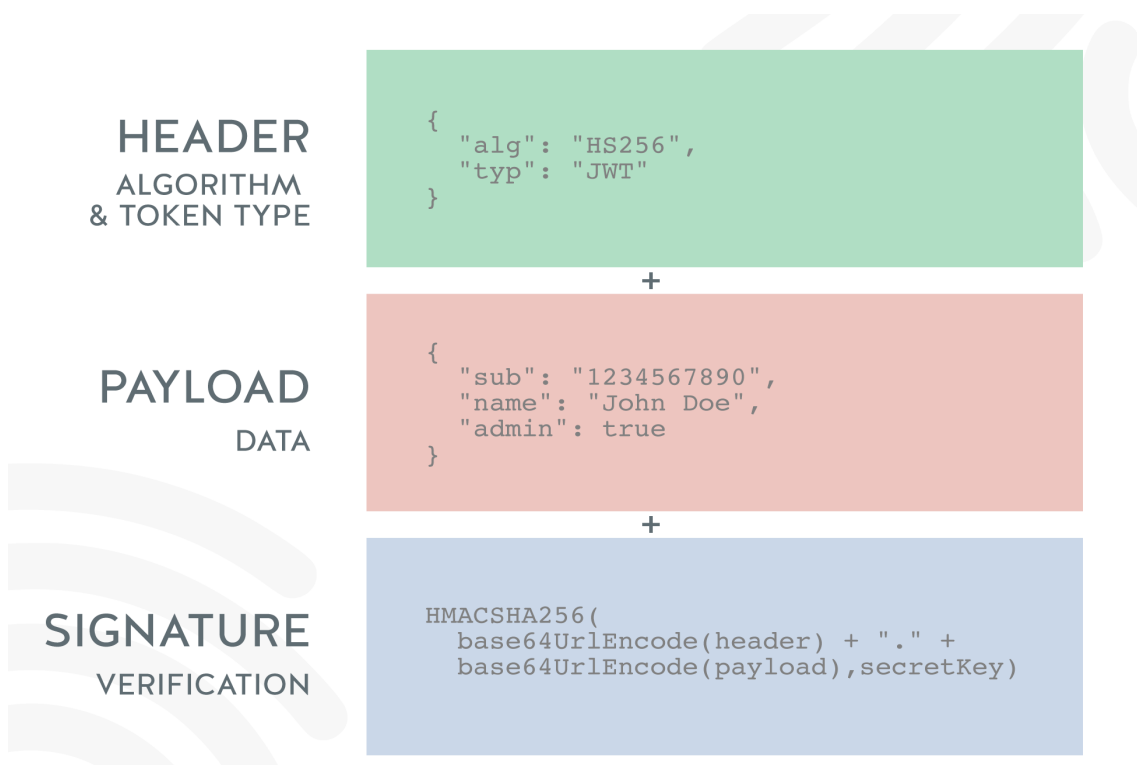 HEADER
ALGORITHM
& TOKEN TYPE
{
"alg": "HS256",
"typ": "JWT"
}
+
PAYLOAD
DATA
{
"sub": "1234567890",
"name": "John Doe",
"admin": true
}
+
SIGNATURE
VERIFICATION
HMACSHA256(
base64UrlEncode(header) + "." +
base64UrlEncode(payload),secretKey)